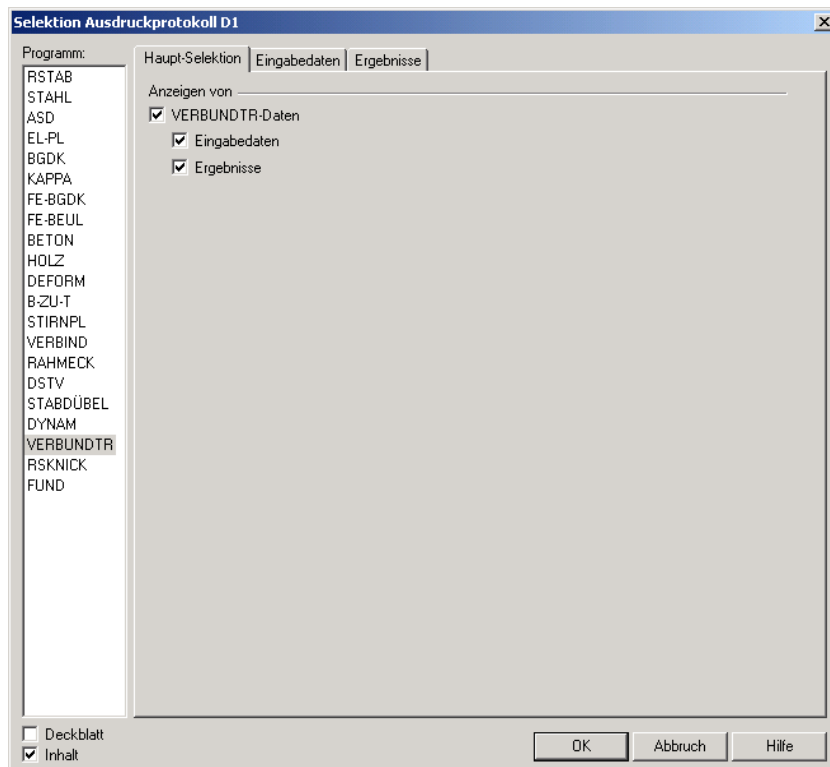 Selektion Ausdruckprotokoll D1
Programm:
RSTAB
STAHL
ASD
EL-PL
BGDK
KAPPA
FE-BGDK
FE-BEUL
BETON
HOLZ
DEFORM
B-ZU-T
STIRNPL
VERBIND
RAHMECK
DSTV
STABDÜBEL
DYNAM
VERBUNDTR
RSKNICK
FUND
Haupt-Selektion Eingabedaten Ergebnisse
Anzeigen von
VERBUNDTR-Daten
Eingabedaten
Ergebnisse
Deckblatt
Inhalt
OK Abbruch Hilfe